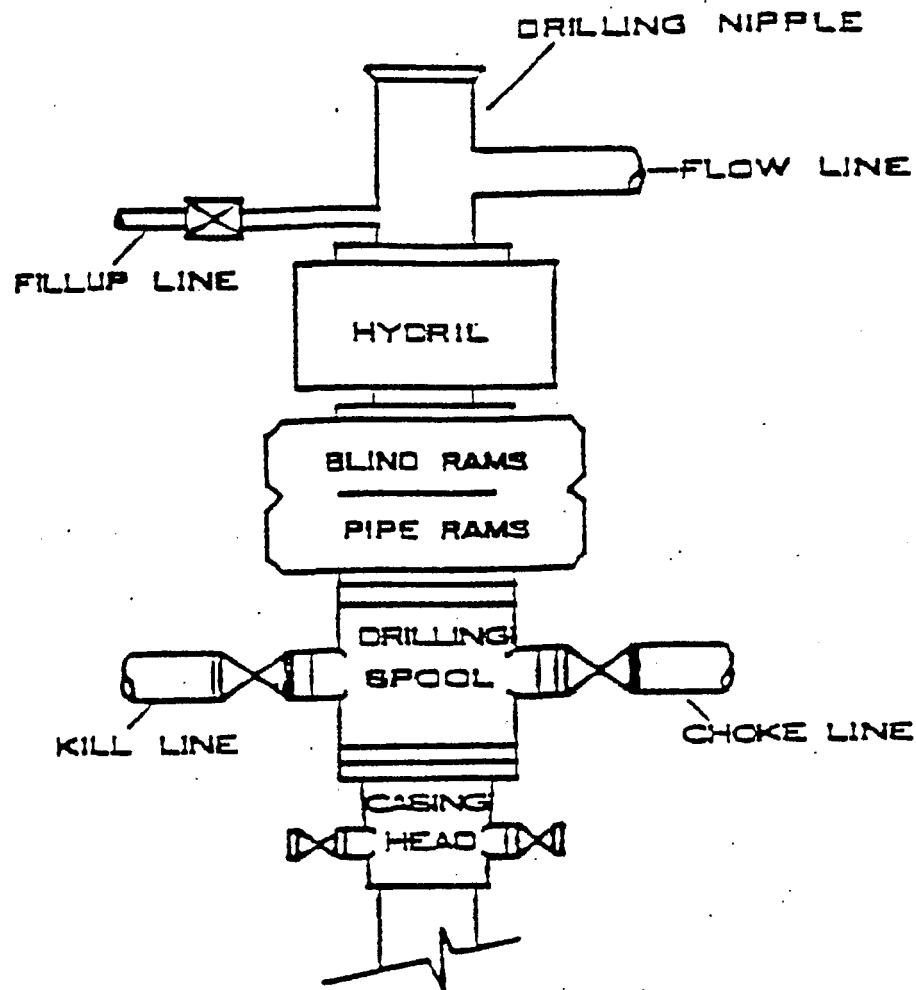 DRILLING NIPPLE
FLOW LINE
FILLUP LINE
HYDRIL
BLIND RAMS
PIPE RAMS
DRILLING
SPOOL
KILL LINE
CHOKE LINE
CASING
HEAD